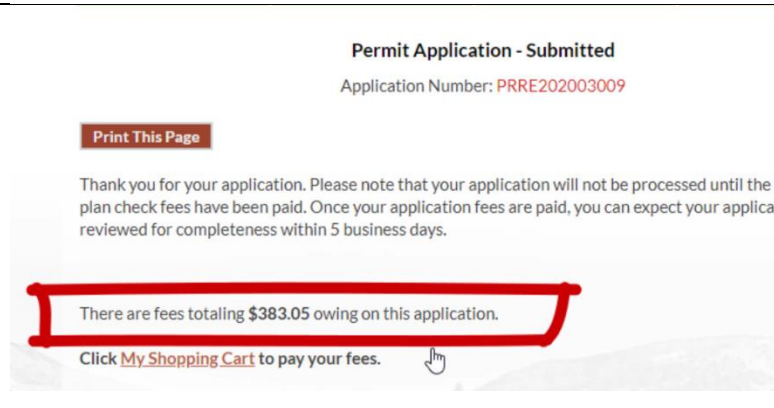 Permit Application - Submitted
Application Number: PRRE202003009
Print This Page
Thank you for your application. Please note that your application will not be processed until the
plan check fees have been paid. Once your application fees are paid, you can expect your applica
reviewed for completeness within 5 business days.
There are fees totaling $383.05 owing on this application.
Click My Shopping Cart to pay your fees.